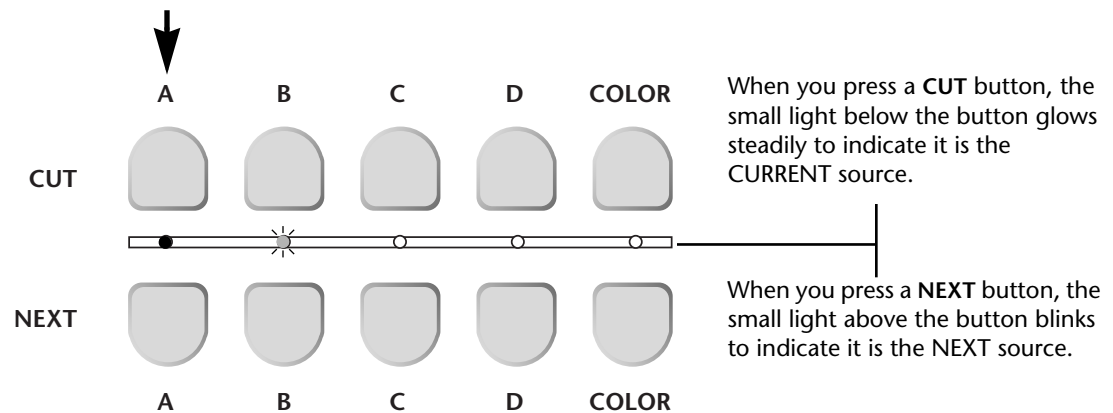 A B C D COLOR
CUT
NEXT
A B C D COLOR
When you press a CUT button, the
small light below the button glows
steadily to indicate it is the
CURRENT source.
When you press a NEXT button, the
small light above the button blinks
to indicate it is the NEXT source.